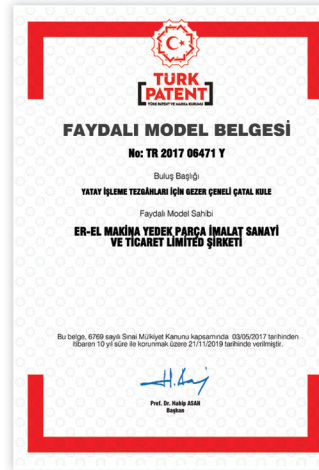 TÜRK
PATENT
TÜRK PATENT VE MARKA KURUMU
FAYDALI MODEL BELGESİ
No: TR 2017 06471 Y
Buluş Başlığı
YATAY İŞLEME TEZGÂHLARI İÇİN GEZER ÇENELİ ÇATAL KULE
Faydalı Model Sahibi
ER-EL MAKİNA YEDEK PARÇA İMALAT SANAYİ
VE TİCARET LİMİTED ŞİRKETİ
Bu belge, 6769 sayılı Sınai Mülkiyet Kanunu kapsamında 03/05/2017 tarihinden
itibaren 10 yıl süre ile korunmak üzere 21/11/2019 tarihinde verilmiştir.
Prof. Dr. Habip ASAN
Başkan